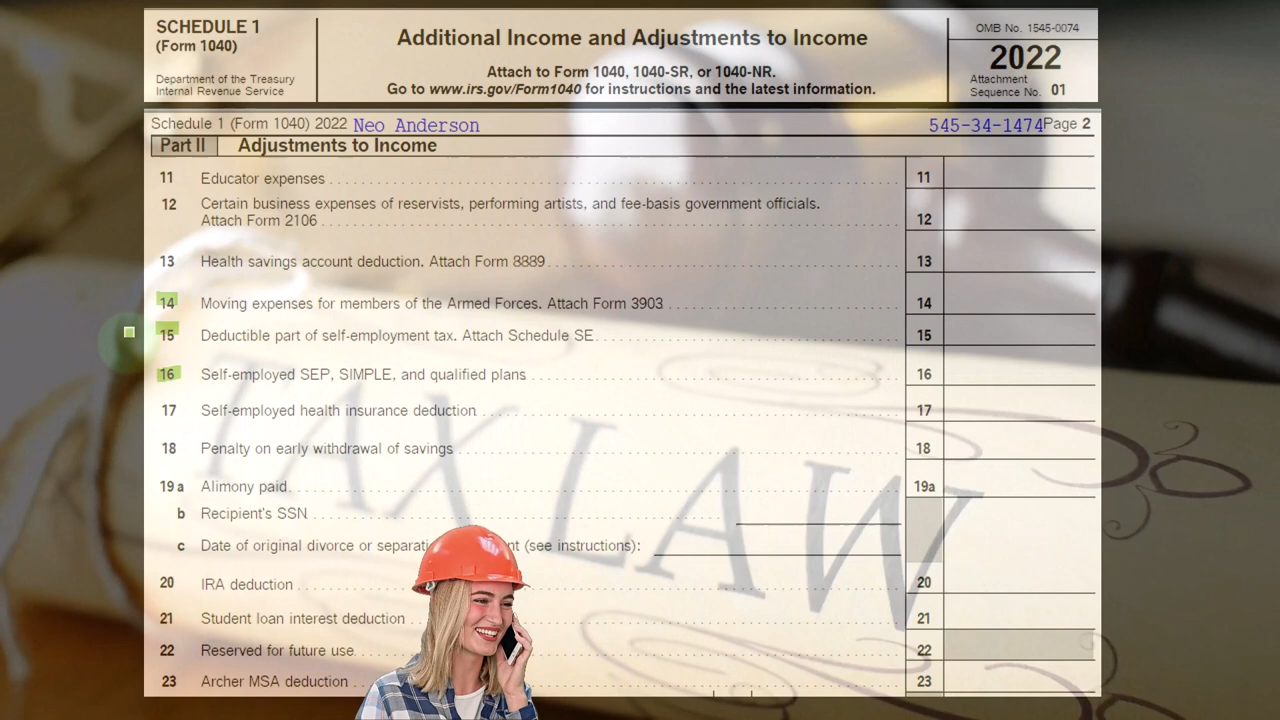 SCHEDULE 1
(Form 1040)
Department of the Treasury
Internal Revenue Service
Additional Income and Adjustments to Income
Attach to Form 1040, 1040-SR, or 1040-NR.
Go to www.irs.gov/Form1040 for instructions and the latest information.
OMB No. 1545-0074
2022
Attachment
Sequence No. 01
Schedule 1 (Form 1040) 2022 Neo Anderson 545-34-1474 Page 2
Part II Adjustments to Income
11 Educator expenses 11
12 Certain business expenses of reservists, performing artists, and fee-basis government officials.
Attach Form 2106 12
13 Health savings account deduction. Attach Form 8889 13
14 Moving expenses for members of the Armed Forces. Attach Form 3903 14
15 Deductible part of self-employment tax. Attach Schedule SE 15
16 Self-employed SEP, SIMPLE, and qualified plans 16
17 Self-employed health insurance deduction 17
18 Penalty on early withdrawal of savings 18
19 a Alimony paid 19a
b Recipient's SSN
c Date of original divorce or (see instructions):
20 IRA deduction 20
21 Student loan interest deduction 21
22 Reserved for future use 22
23 Archer MSA deduction 23
TAX LAW